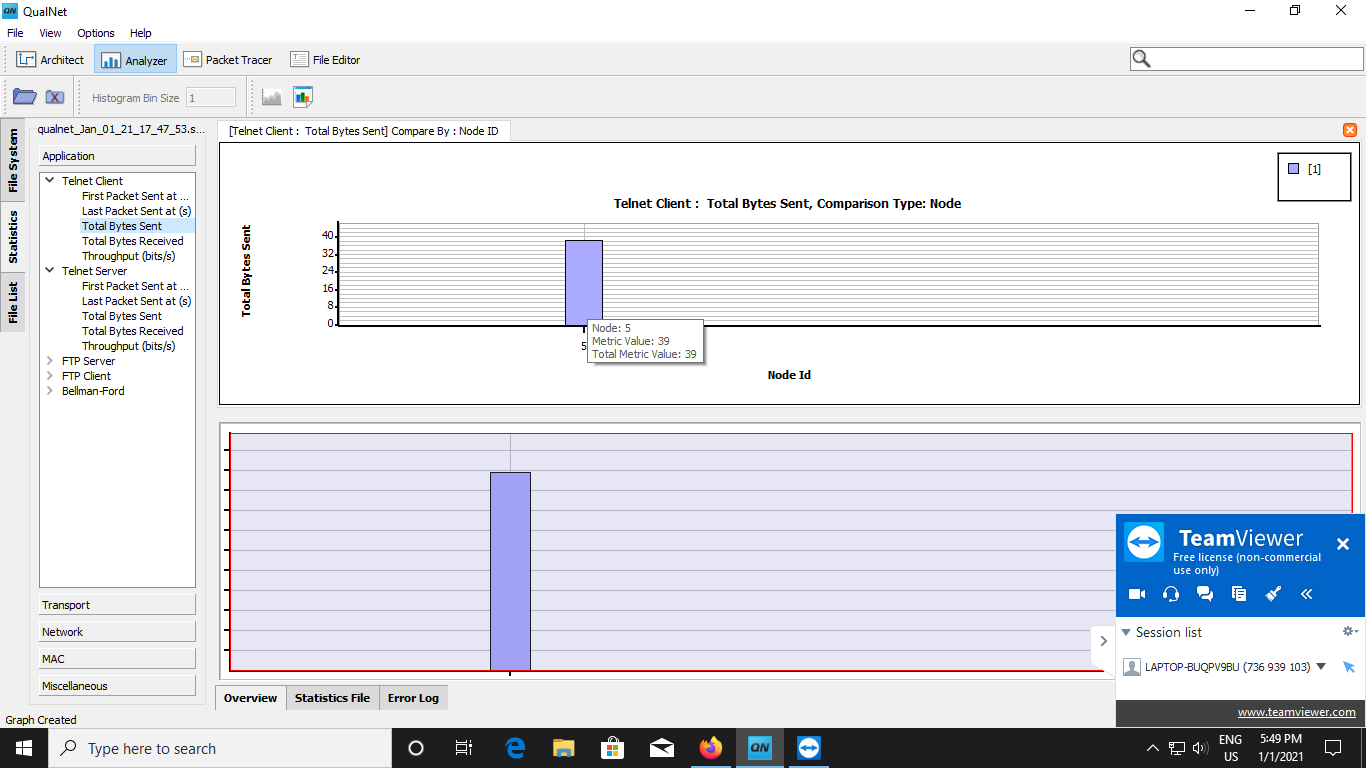 QN QualNet
File View Options Help
Architect Analyzer Packet Tracer File Editor
Histogram Bin Size 1
File System
Statistics
File List
qualnet_Jan_01_21_17_47_53.s...
Application
Telnet Client
First Packet Sent at ...
Last Packet Sent at (s)
Total Bytes Sent
Total Bytes Received
Throughput (bits/s)
Telnet Server
First Packet Sent at ...
Last Packet Sent at (s)
Total Bytes Sent
Total Bytes Received
Throughput (bits/s)
FTP Server
FTP Client
Bellman-Ford
Transport
Network
MAC
Miscellaneous
Graph Created
[Telnet Client : Total Bytes Sent] Compare By : Node ID
[1]
Telnet Client : Total Bytes Sent, Comparison Type: Node
Total Bytes Sent
40
32
24
16
8
0
5
Node: 5
Metric Value: 39
Total Metric Value: 39
Node Id
Overview Statistics File Error Log
TeamViewer
Free license (non-commercial
use only)
Session list
LAPTOP-BUQPV9BU (736 939 103)
www.teamviewer.com
Type here to search
QN
ENG
US
5:49 PM
1/1/2021